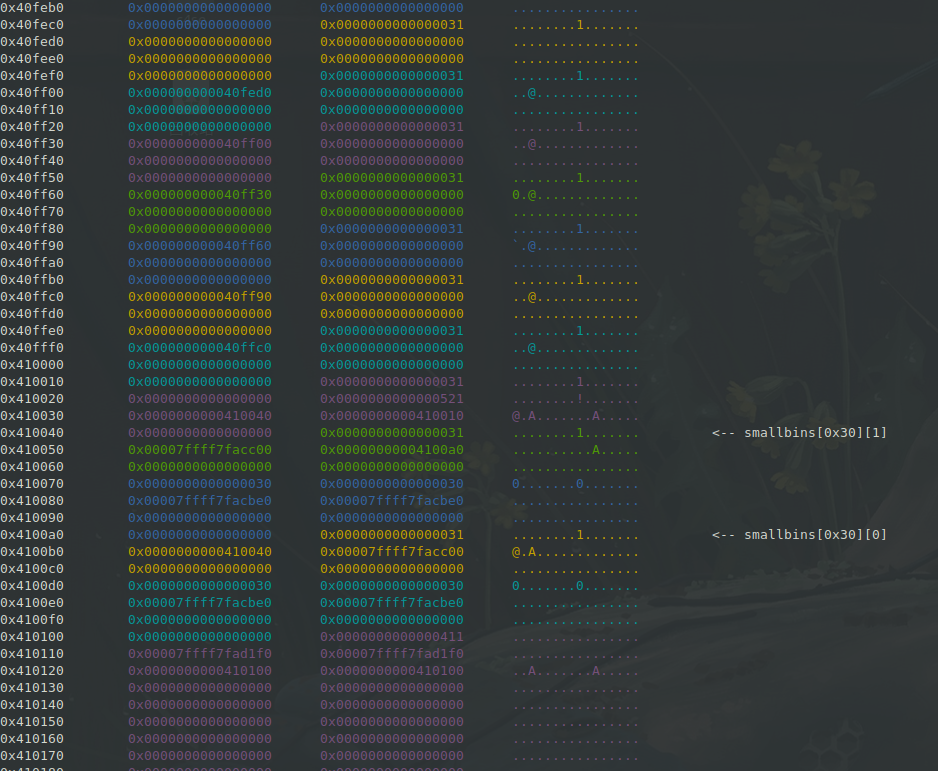 0x40feb0 0x0000000000000000 0x0000000000000000 ................
0x40fec0 0x0000000000000000 0x0000000000000031 ........1.......
0x40fed0 0x0000000000000000 0x0000000000000000 ................
0x40fee0 0x0000000000000000 0x0000000000000000 ................
0x40fef0 0x0000000000000000 0x0000000000000031 ........1.......
0x40ff00 0x000000000040fed0 0x0000000000000000 ..@.............
0x40ff10 0x0000000000000000 0x0000000000000000 ................
0x40ff20 0x0000000000000000 0x0000000000000031 ........1.......
0x40ff30 0x000000000040ff00 0x0000000000000000 ..@.............
0x40ff40 0x0000000000000000 0x0000000000000000 ................
0x40ff50 0x0000000000000000 0x0000000000000031 ........1.......
0x40ff60 0x000000000040ff30 0x0000000000000000 0.@.............
0x40ff70 0x0000000000000000 0x0000000000000000 ................
0x40ff80 0x0000000000000000 0x0000000000000031 ........1.......
0x40ff90 0x000000000040ff60 0x0000000000000000 `.@.............
0x40ffa0 0x0000000000000000 0x0000000000000000 ................
0x40ffb0 0x0000000000000000 0x0000000000000031 ........1.......
0x40ffc0 0x000000000040ff90 0x0000000000000000 ..@.............
0x40ffd0 0x0000000000000000 0x0000000000000000 ................
0x40ffe0 0x0000000000000000 0x0000000000000031 ........1.......
0x40fff0 0x000000000040ffc0 0x0000000000000000 ..@.............
0x410000 0x0000000000000000 0x0000000000000000 ................
0x410010 0x0000000000000000 0x0000000000000031 ........1.......
0x410020 0x0000000000000000 0x0000000000000521 ........!.......
0x410030 0x0000000000410040 0x0000000000410010 @.A.......A.....
0x410040 0x0000000000000000 0x0000000000000031 ........1....... <-- smallbins[0x30][1]
0x410050 0x00007ffff7facc00 0x00000000004100a0 ..........A.....
0x410060 0x0000000000000000 0x0000000000000000 ................
0x410070 0x0000000000000030 0x0000000000000030 0.......0.......
0x410080 0x00007ffff7facbe0 0x00007ffff7facbe0 ................
0x410090 0x0000000000000000 0x0000000000000000 ................
0x4100a0 0x0000000000000000 0x0000000000000031 ........1....... <-- smallbins[0x30][0]
0x4100b0 0x0000000000410040 0x00007ffff7facc00 @.A.............
0x4100c0 0x0000000000000000 0x0000000000000000 ................
0x4100d0 0x0000000000000030 0x0000000000000030 0.......0.......
0x4100e0 0x00007ffff7facbe0 0x00007ffff7facbe0 ................
0x4100f0 0x0000000000000000 0x0000000000000000 ................
0x410100 0x0000000000000000 0x0000000000000411 ................
0x410110 0x00007ffff7fad1f0 0x00007ffff7fad1f0 ................
0x410120 0x0000000000410100 0x0000000000410100 ..A.......A.....
0x410130 0x0000000000000000 0x0000000000000000 ................
0x410140 0x0000000000000000 0x0000000000000000 ................
0x410150 0x0000000000000000 0x0000000000000000 ................
0x410160 0x0000000000000000 0x0000000000000000 ................
0x410170 0x0000000000000000 0x0000000000000000 ................